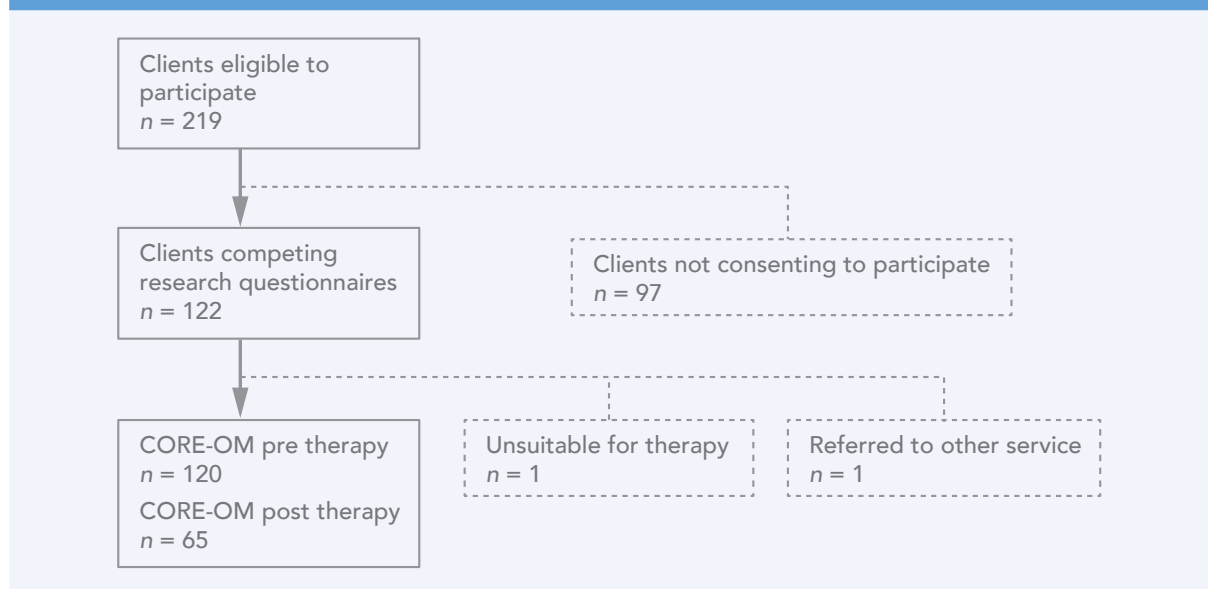 Clients eligible to
participate
n = 219
Clients competing
research questionnaires
n = 122
Clients not consenting to participate
n = 97
CORE-OM pre therapy
n = 120
CORE-OM post therapy
n = 65
Unsuitable for therapy
n = 1
Referred to other service
n = 1